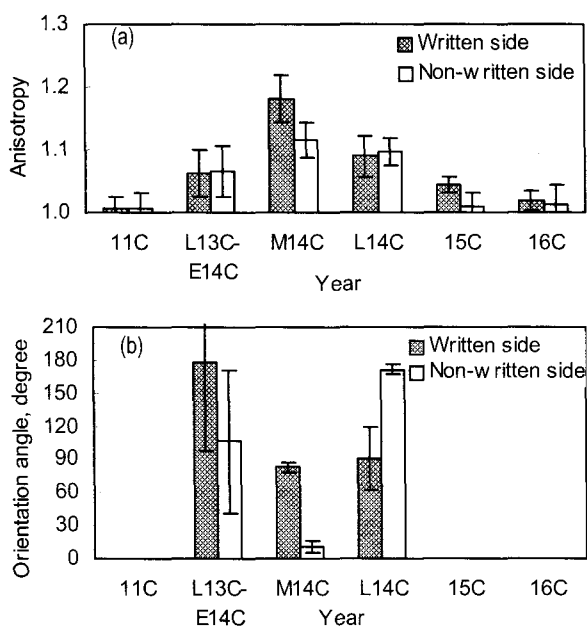 1.3
(a)
Written side
Non-w ritten side
1.2
Anisotropy
1.1
1.0
11C L13C- M14C L14C 15C 16C
E14C
Year
210
(b)
Written side
180
Non-w ritten side
150
Orientation angle, degree
120
90
60
30
0
11C L13C- M14C L14C 15C 16C
E14C
Year